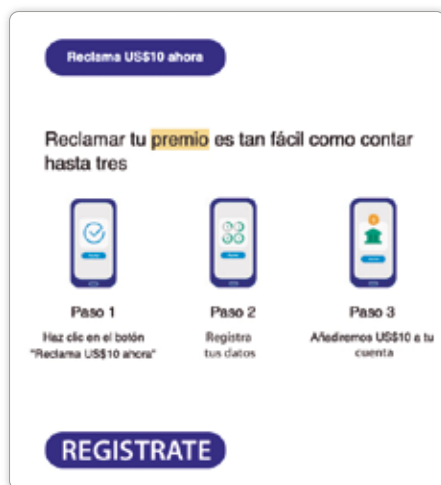 Reclama US$10 ahora
Reclamar tu premio es tan fácil como contar
hasta tres
Paso 1
Haz clic en el botón
"Reclama US$10 ahora"
Paso 2
Registra
tus datos
Paso 3
Añadiremos US$10 a tu
cuenta
REGISTRATE